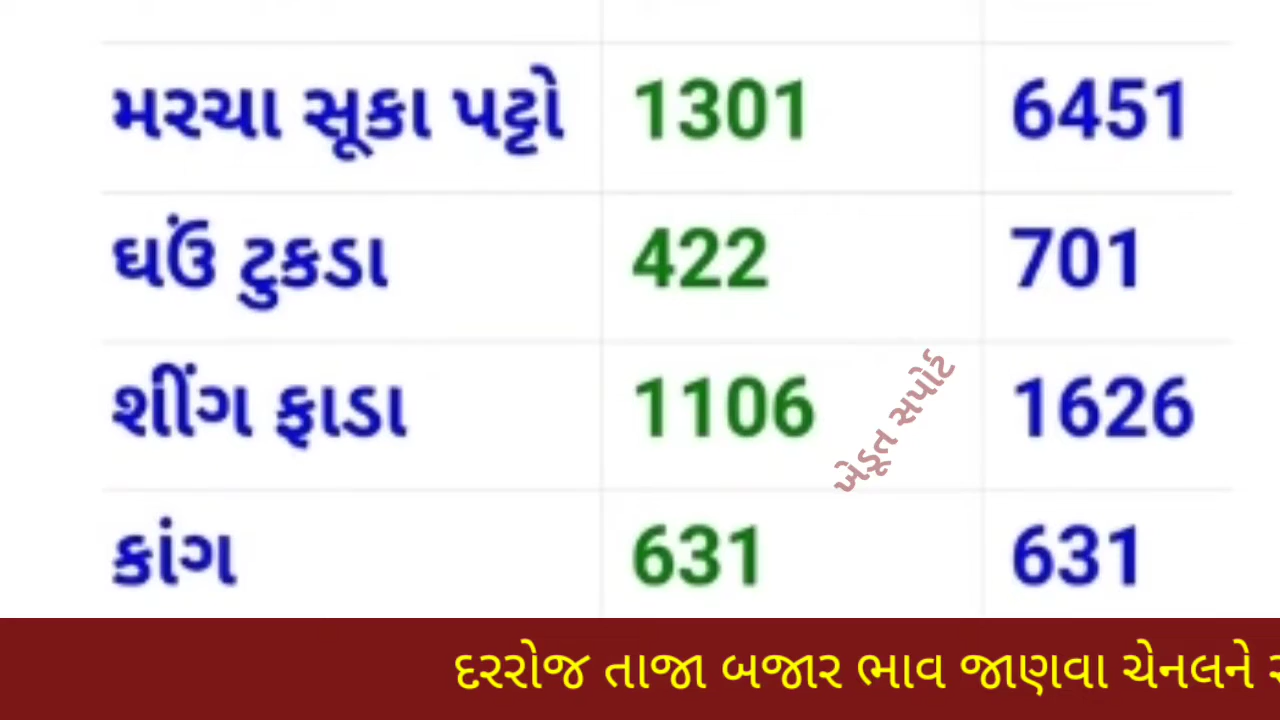 મરચા સૂકા પટ્ટો 1301 6451
ઘઉં ટુકડા 422 701
શીંગ ફાડા 1106 1626
ખેડૂત સપોર્ટ
કાંગ 631 631
દરરોજ તાજા બજાર ભાવ જાણવા ચેનલને